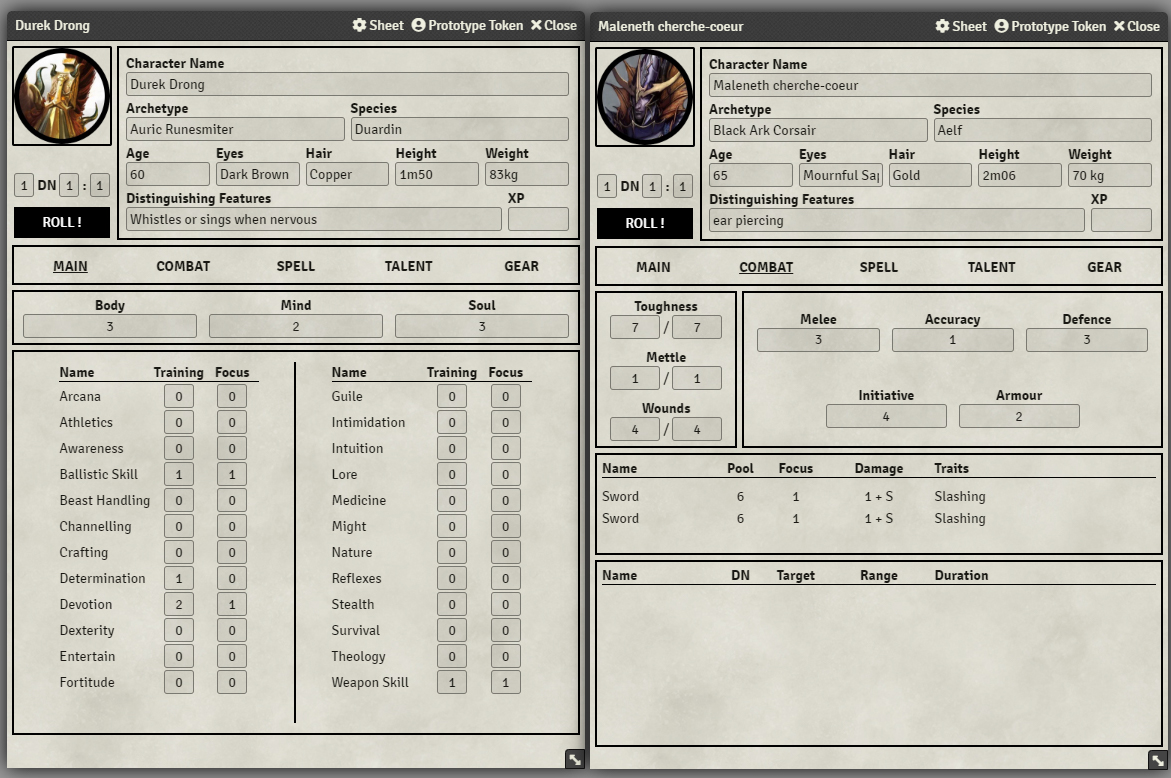 Durek Drong Sheet Prototype Token Close
Character Name
Durek Drong
Archetype Species
Auric Runesmiter Duardin
Age Eyes Hair Height Weight
60 Dark Brown Copper 1m50 83kg
1 DN 1 : 1
Distinguishing Features XP
Whistles or sings when nervous
ROLL !
MAIN COMBAT SPELL TALENT GEAR
Body Mind Soul
3 2 3
Name Training Focus
Arcana 0 0
Athletics 0 0
Awareness 0 0
Ballistic Skill 1 1
Beast Handling 0 0
Channelling 0 0
Crafting 0 0
Determination 1 0
Devotion 2 1
Dexterity 0 0
Entertain 0 0
Fortitude 0 0
Name Training Focus
Guile 0 0
Intimidation 0 0
Intuition 0 0
Lore 0 0
Medicine 0 0
Might 0 0
Nature 0 0
Reflexes 0 0
Stealth 0 0
Survival 0 0
Theology 0 0
Weapon Skill 1 1
Maleneth cherche-coeur Sheet Prototype Token Close
Character Name
Maleneth cherche-coeur
Archetype Species
Black Ark Corsair Aelf
Age Eyes Hair Height Weight
65 Mournful Gold 2m06 70 kg
1 DN 1 : 1
Distinguishing Features XP
ear piercing
ROLL !
MAIN COMBAT SPELL TALENT GEAR
Toughness
7 / 7
Mettle
1 / 1
Wounds
4 / 4
Melee Accuracy Defence
3 1 3
Initiative Armour
4 2
Name Pool Focus Damage Traits
Sword 6 1 1 + S Slashing
Sword 6 1 1 + S Slashing
Name DN Target Range Duration